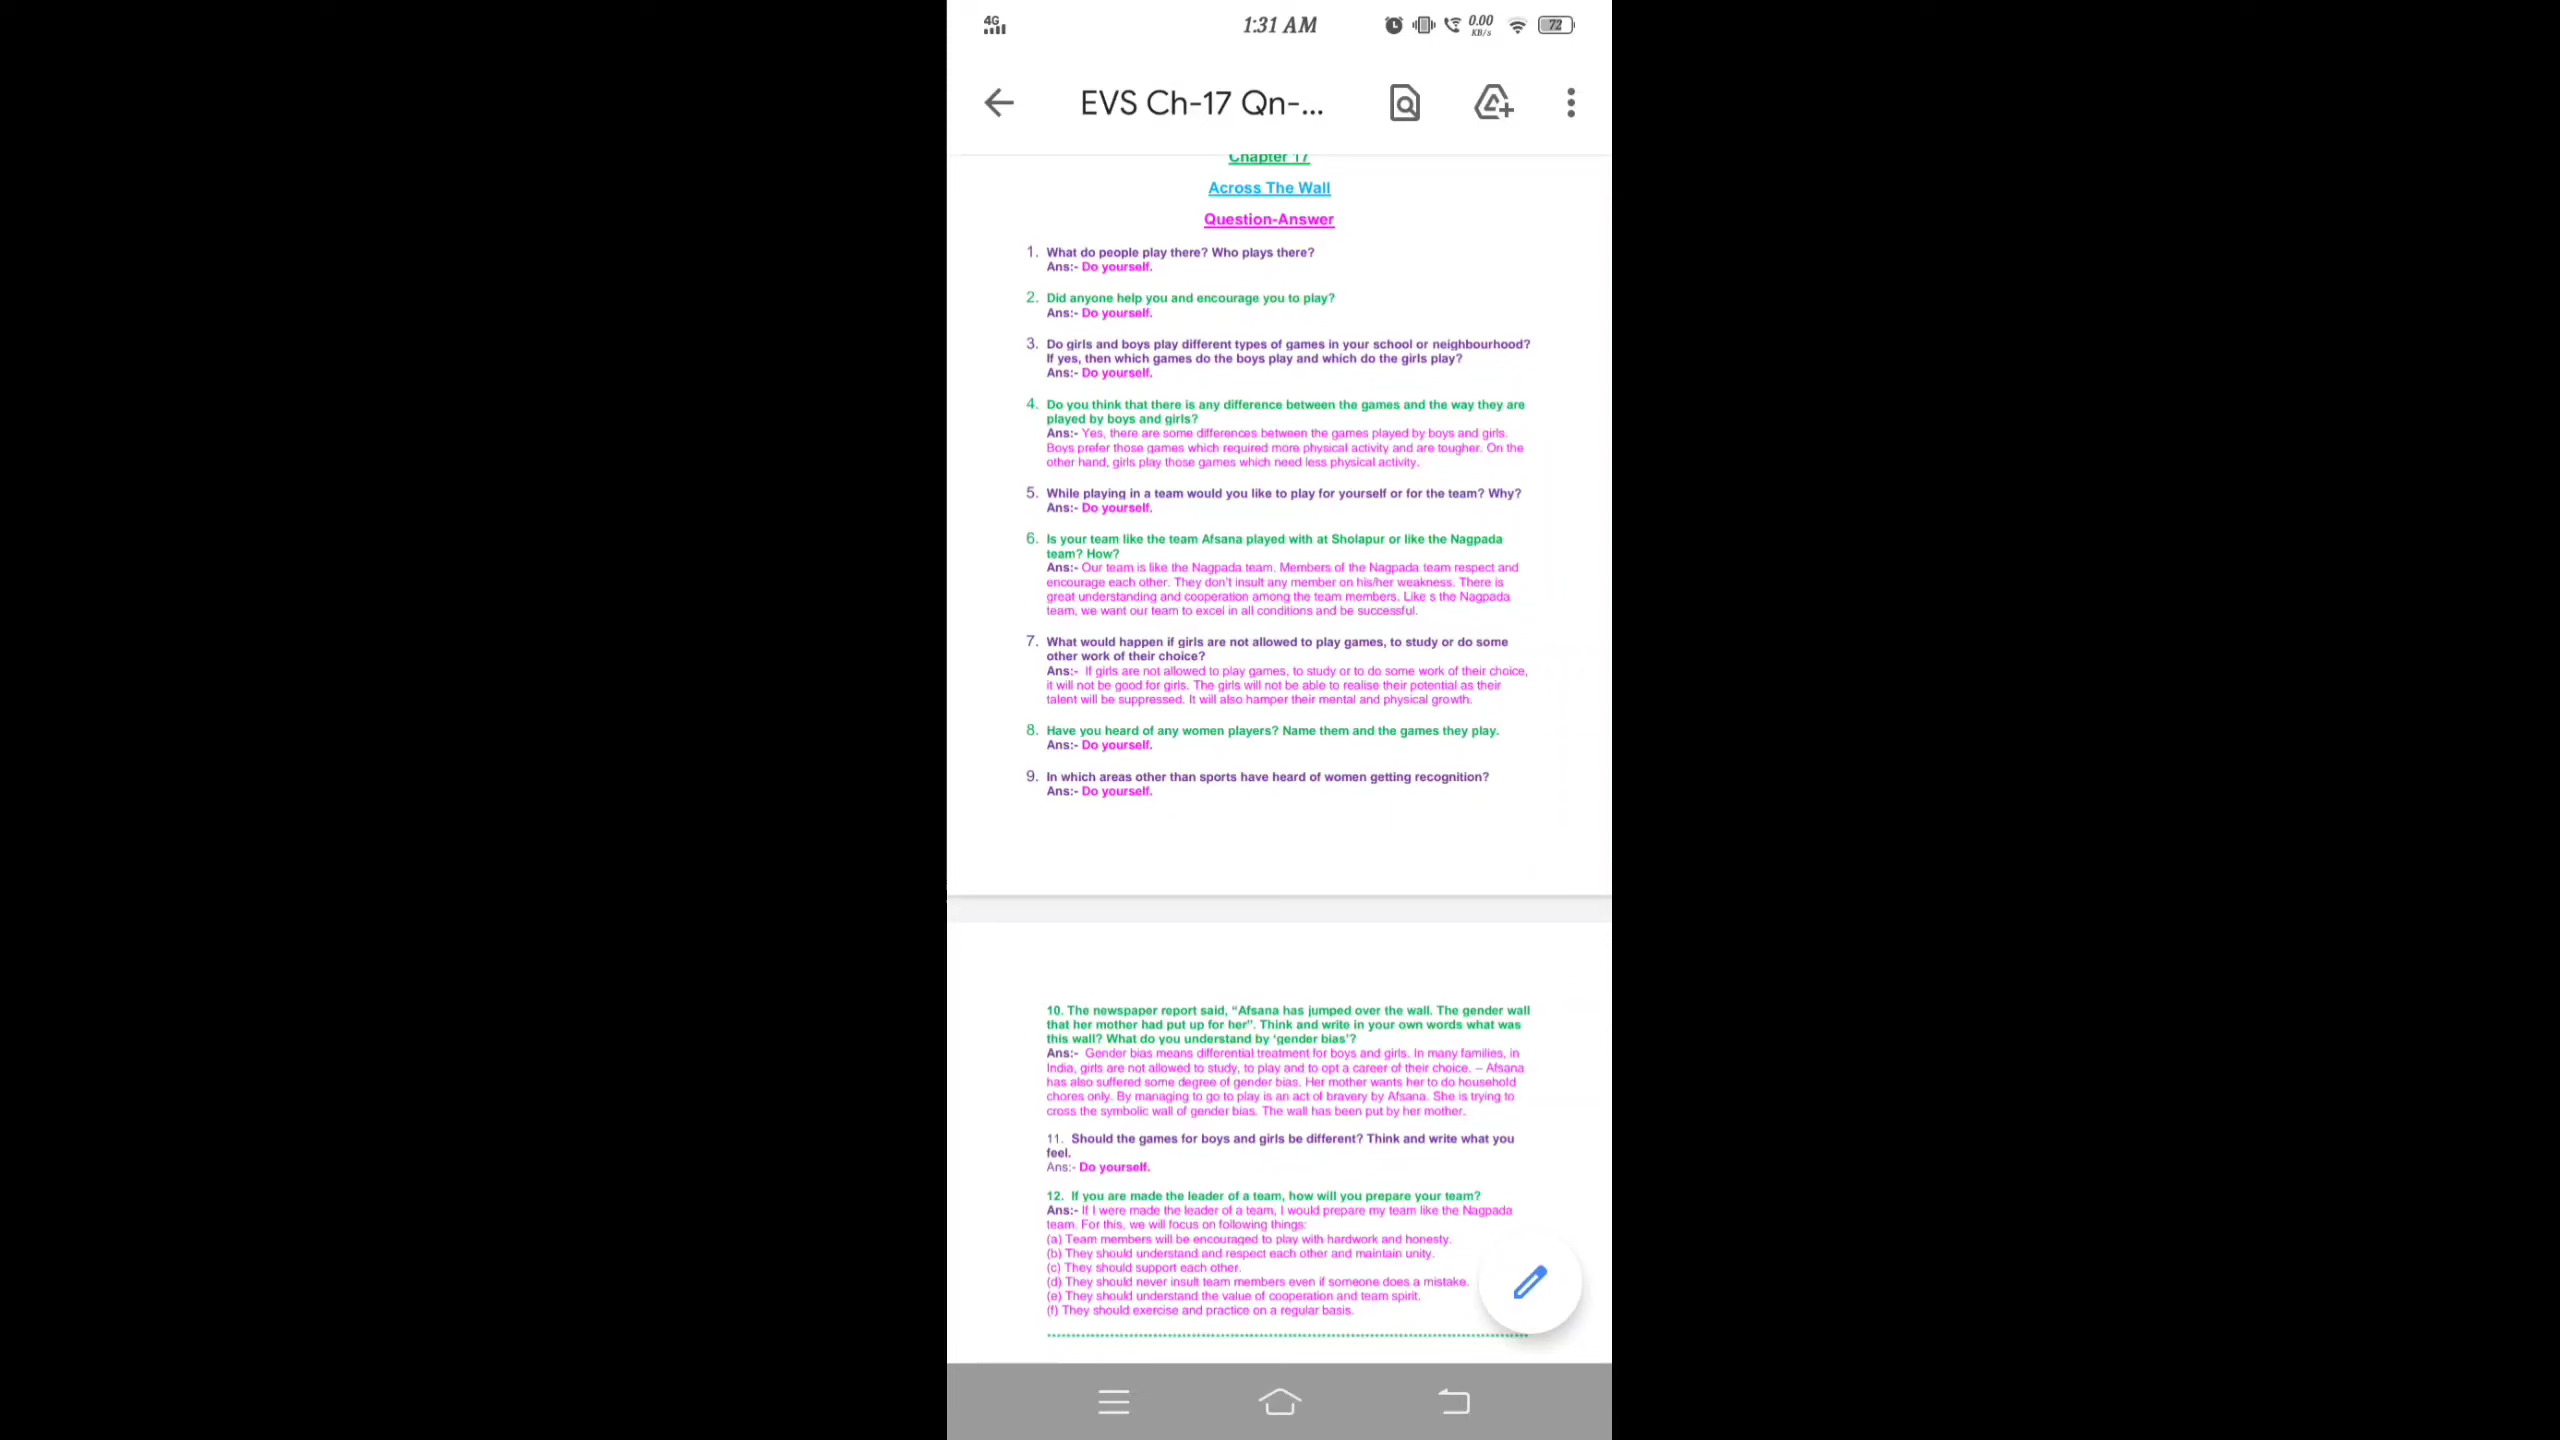 4G
1:31 AM
0.00
KB/s
72
EVS Ch-17 Qn-...
Chapter 17
Across The Wall
Question-Answer
1. What do people play there? Who plays there?
Ans:- Do yourself.
2. Did anyone help you and encourage you to play?
Ans:- Do yourself.
3. Do girls and boys play different types of games in your school or neighbourhood?
If yes, then which games do the boys play and which do the girls play?
Ans:- Do yourself.
4. Do you think that there is any difference between the games and the way they are
played by boys and girls?
Ans:- Yes, there are some differences between the games played by boys and girls.
Boys prefer those games which required more physical activity and are tougher. On the
other hand, girls play those games which need less physical activity.
5. While playing in a team would you like to play for yourself or for the team? Why?
Ans:- Do yourself.
6. Is your team like the team Afsana played with at Sholapur or like the Nagpada
team? How?
Ans:- Our team is like the Nagpada team. Members of the Nagpada team respect and
encourage each other. They don't insult any member on his/her weakness. There is
great understanding and cooperation among the team members. Like s the Nagpada
team, we want our team to excel in all conditions and be successful.
7. What would happen if girls are not allowed to play games, to study or do some
other work of their choice?
Ans:- If girls are not allowed to play games, to study or to do some work of their choice,
it will not be good for girls. The girls will not be able to realise their potential as their
talent will be suppressed. It will also hamper their mental and physical growth.
8. Have you heard of any women players? Name them and the games they play.
Ans:- Do yourself.
9. In which areas other than sports have heard of women getting recognition?
Ans:- Do yourself.
10. The newspaper report said, “Afsana has jumped over the wall. The gender wall
that her mother had put up for her”. Think and write in your own words what was
this wall? What do you understand by ‘gender bias’?
Ans:- Gender bias means differential treatment for boys and girls. In many families, in
India, girls are not allowed to study, to play and to opt a career of their choice. – Afsana
has also suffered some degree of gender bias. Her mother wants her to do household
chores only. By managing to go to play is an act of bravery by Afsana. She is trying to
cross the symbolic wall of gender bias. The wall has been put by her mother.
11. Should the games for boys and girls be different? Think and write what you
feel.
Ans:- Do yourself.
12. If you are made the leader of a team, how will you prepare your team?
Ans:- If I were made the leader of a team, I would prepare my team like the Nagpada
team. For this, we will focus on following things:
(a) Team members will be encouraged to play with hardwork and honesty.
(b) They should understand and respect each other and maintain unity.
(c) They should support each other.
(d) They should never insult team members even if someone does a mistake.
(e) They should understand the value of cooperation and team spirit.
(f) They should exercise and practice on a regular basis.